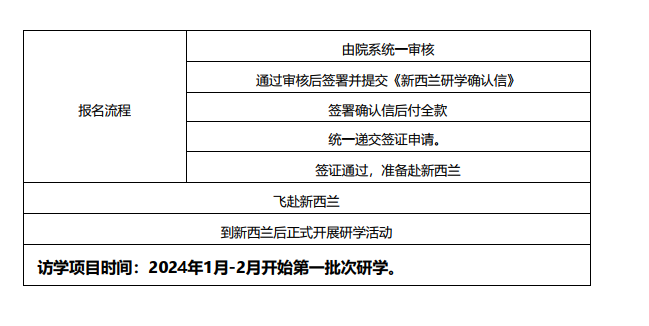 由院系统一审核
通过审核后签署并提交《新西兰研学确认信》
报名流程
签署确认信后付全款
统一递交签证申请。
签证通过，准备赴新西兰
飞赴新西兰
到新西兰后正式开展研学活动
访学项目时间：2024年1月-2月开始第一批次研学。